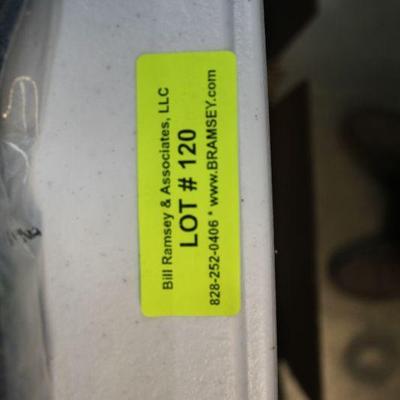 Bill Ramsey & Associates, LLC
LOT # 120
828-252-0406 * www.BRAMSEY.com